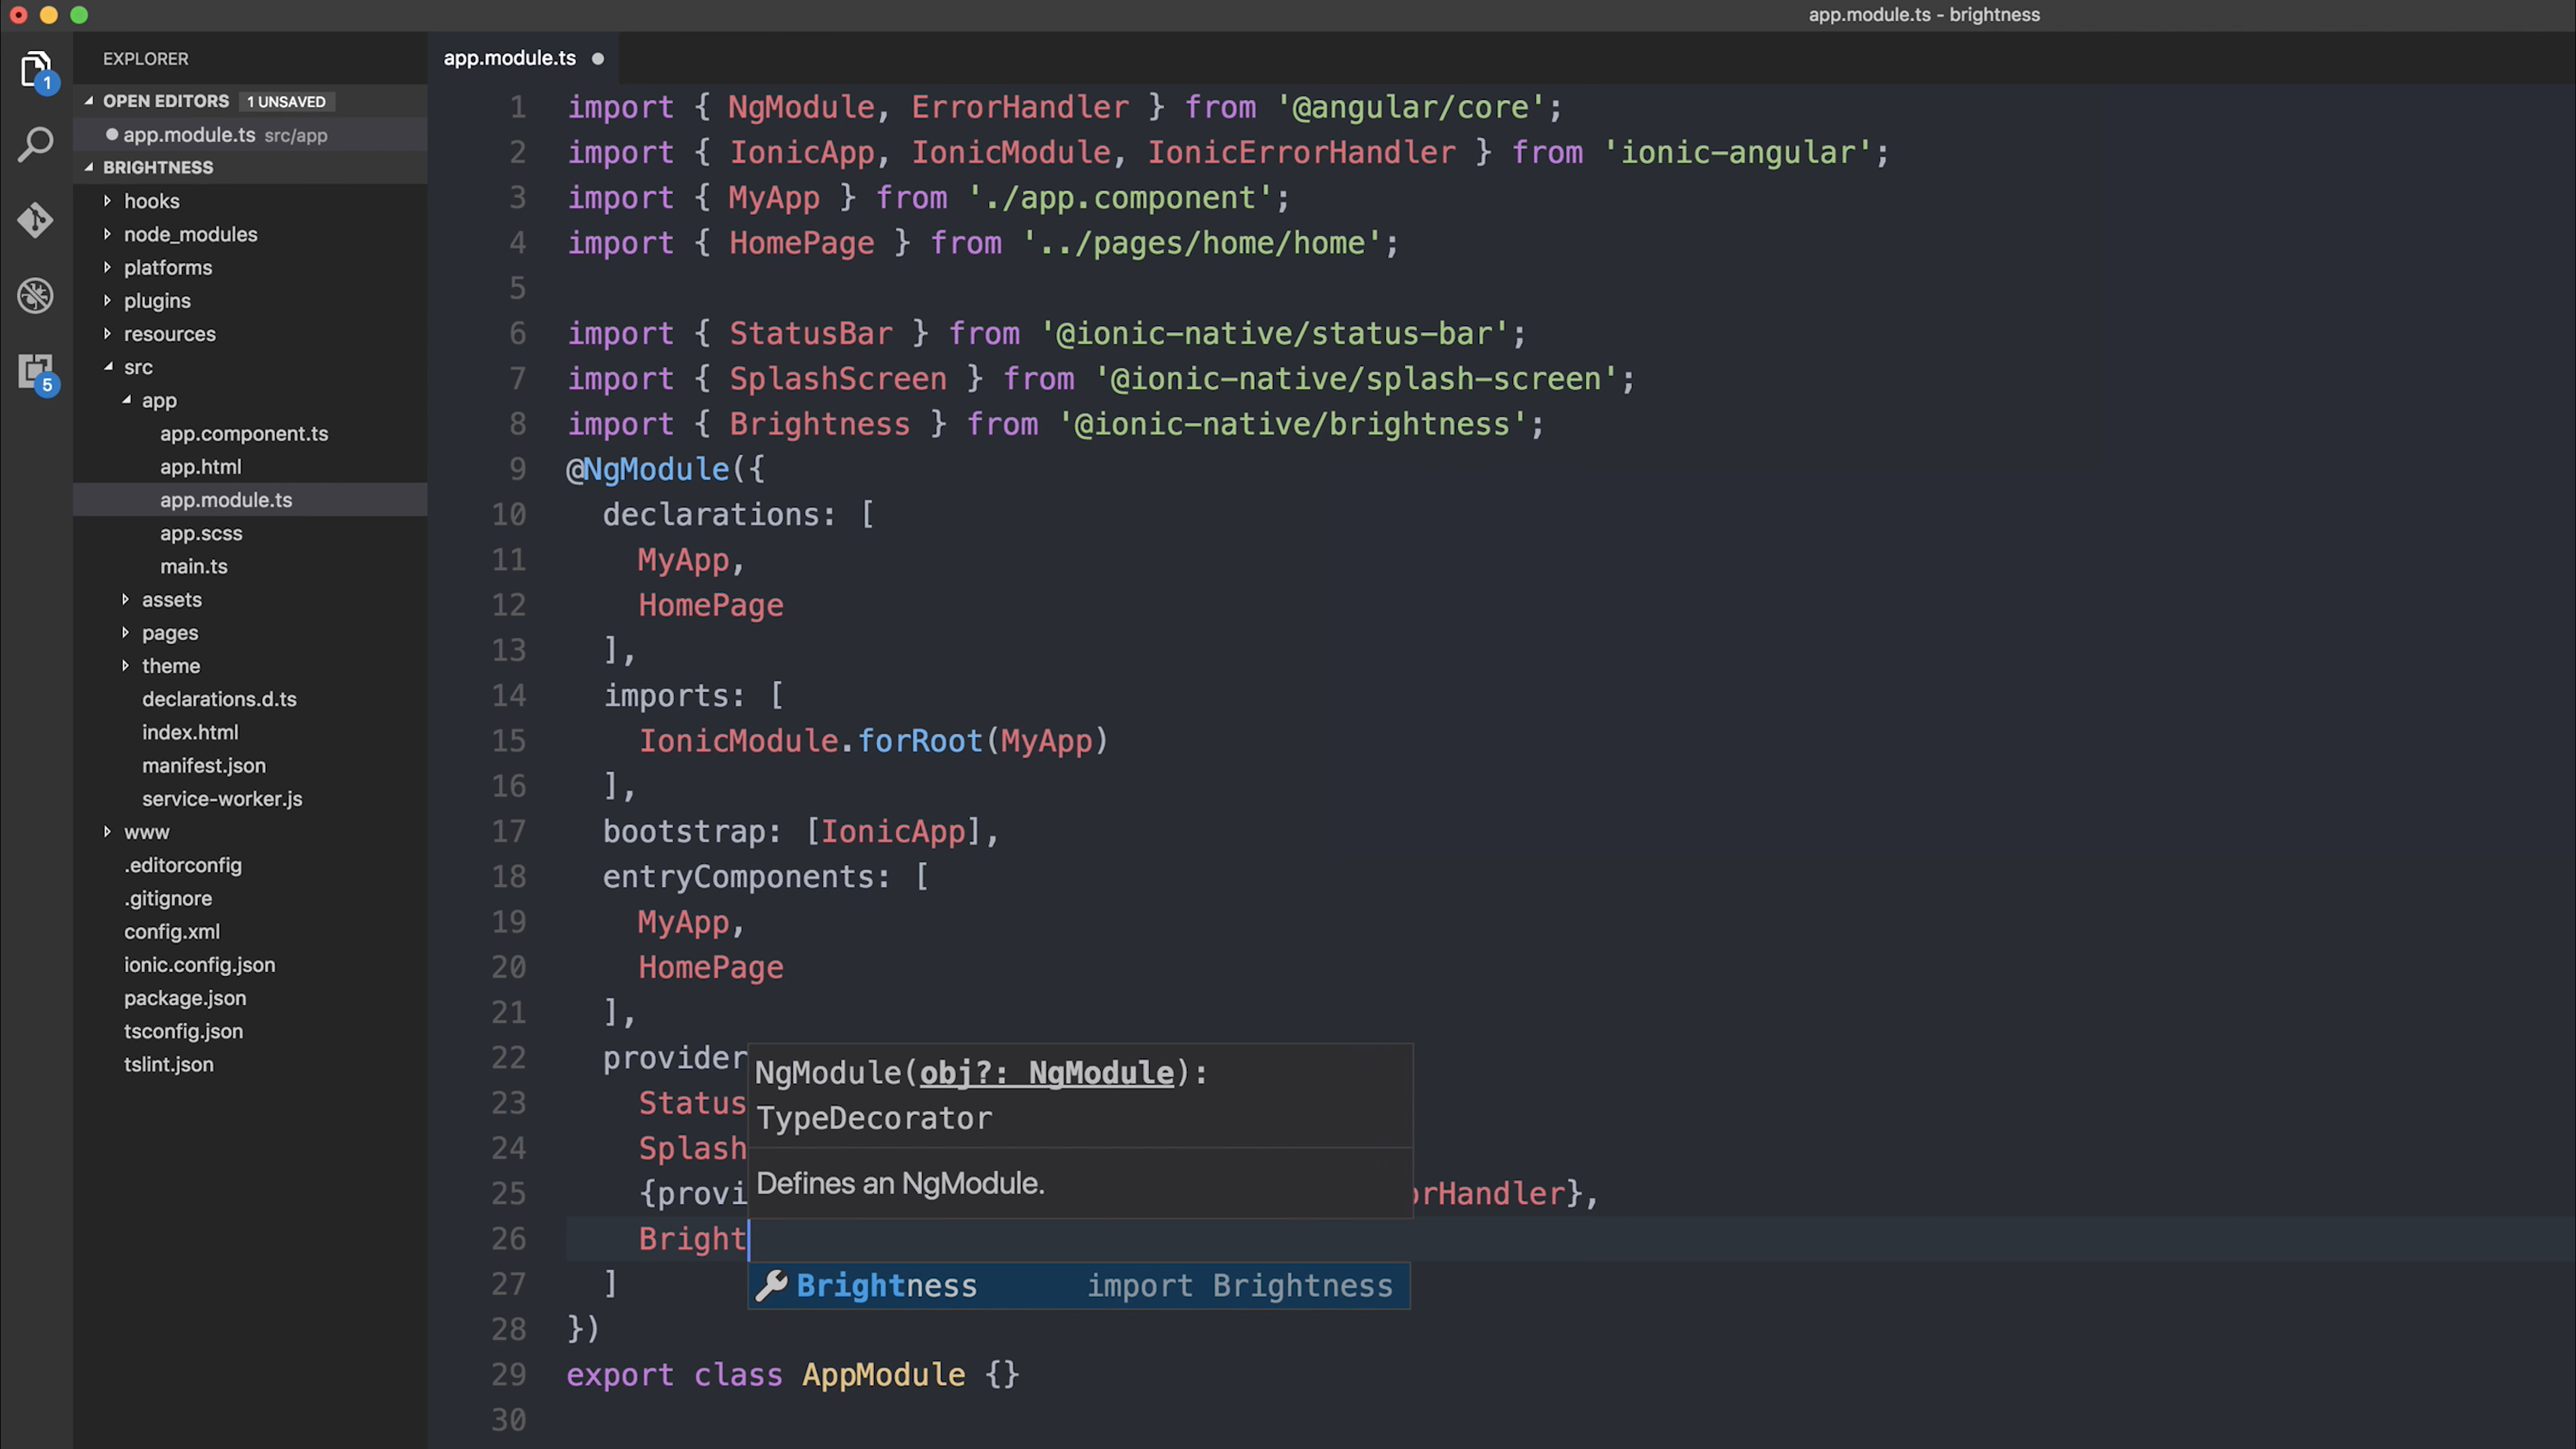 app.module.ts - brightness
EXPLORER
OPEN EDITORS 1 UNSAVED
app.module.ts src/app
BRIGHTNESS
hooks
node_modules
platforms
plugins
resources
src
app
app.component.ts
app.html
app.module.ts
app.scss
main.ts
assets
pages
theme
declarations.d.ts
index.html
manifest.json
service-worker.js
www
.editorconfig
.gitignore
config.xml
ionic.config.json
package.json
tsconfig.json
tslint.json
1
5
app.module.ts
1 import { NgModule, ErrorHandler } from '@angular/core';
2 import { IonicApp, IonicModule, IonicErrorHandler } from 'ionic-angular';
3 import { MyApp } from './app.component';
4 import { HomePage } from '../pages/home/home';
5
6 import { StatusBar } from '@ionic-native/status-bar';
7 import { SplashScreen } from '@ionic-native/splash-screen';
8 import { Brightness } from '@ionic-native/brightness';
9 @NgModule({
10 declarations: [
11 MyApp,
12 HomePage
13 ],
14 imports: [
15 IonicModule.forRoot(MyApp)
16 ],
17 bootstrap: [IonicApp],
18 entryComponents: [
19 MyApp,
20 HomePage
21 ],
22 provider
23 Status
24 Splash
25 {provi orHandler},
26 Bright
27 ]
28 })
29 export class AppModule {}
30
NgModule(obj?: NgModule):
TypeDecorator
Defines an NgModule.
Brightness import Brightness